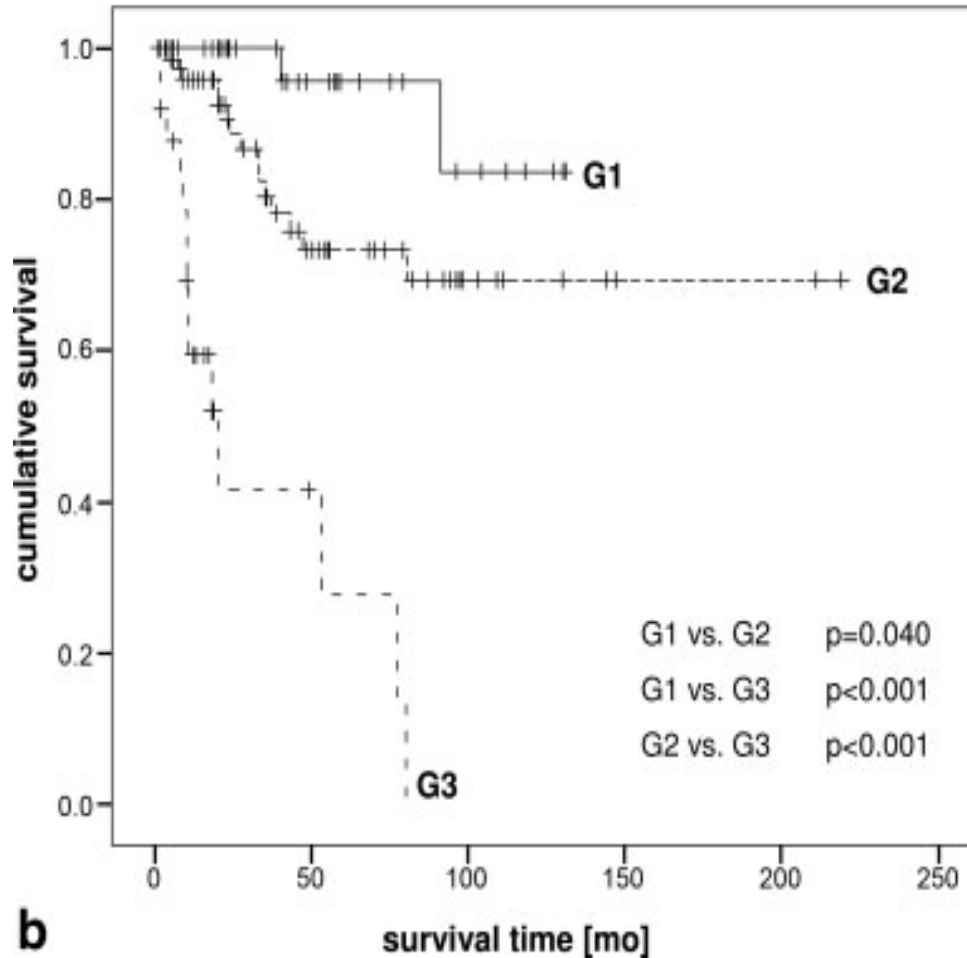 cumulative survival
1.0
0.8
0.6
0.4
0.2
0.0
G1
G2
G3
G1 vs. G2 p=0.040
G1 vs. G3 p<0.001
G2 vs. G3 p<0.001
0 50 100 150 200 250
survival time [mo]
b